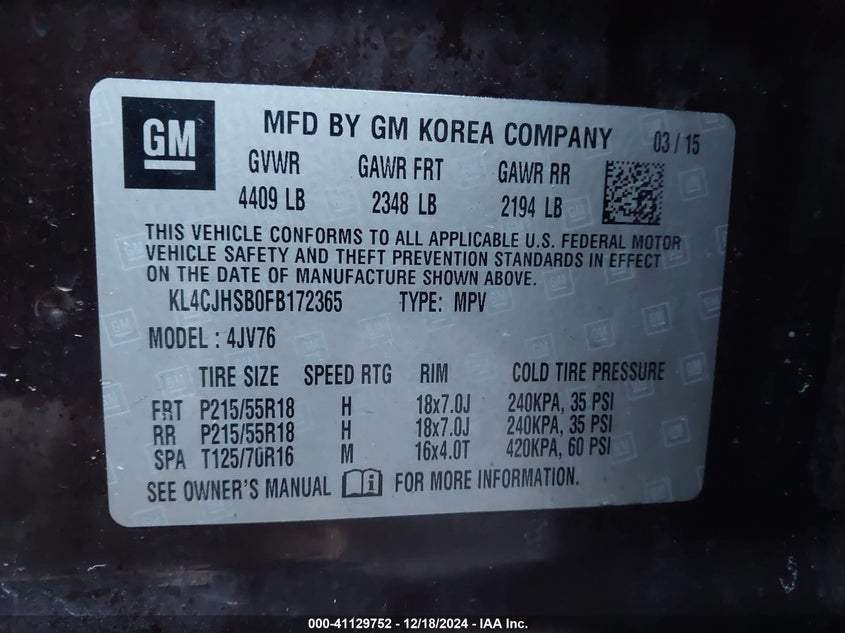 GM
MFD BY GM KOREA COMPANY 03 / 15
GVWR GAWR FRT GAWR RR
4409 LB 2348 LB 2194 LB
THIS VEHICLE CONFORMS TO ALL APPLICABLE U.S. FEDERAL MOTOR
VEHICLE SAFETY AND THEFT PREVENTION STANDARDS IN EFFECT
ON THE DATE OF MANUFACTURE SHOWN ABOVE.
KL4CJHSB0FB172365 TYPE: MPV
MODEL : 4JV76
TIRE SIZE SPEED RTG RIM COLD TIRE PRESSURE
FRT P215/55R18 H 18x7.0J 240KPA, 35 PSI
RR P215/55R18 H 18x7.0J 240KPA, 35 PSI
SPA T125/70R16 M 16x4.0T 420KPA, 60 PSI
SEE OWNER'S MANUAL i FOR MORE INFORMATION.
000-41129752 - 12/18/2024 - IAA Inc.